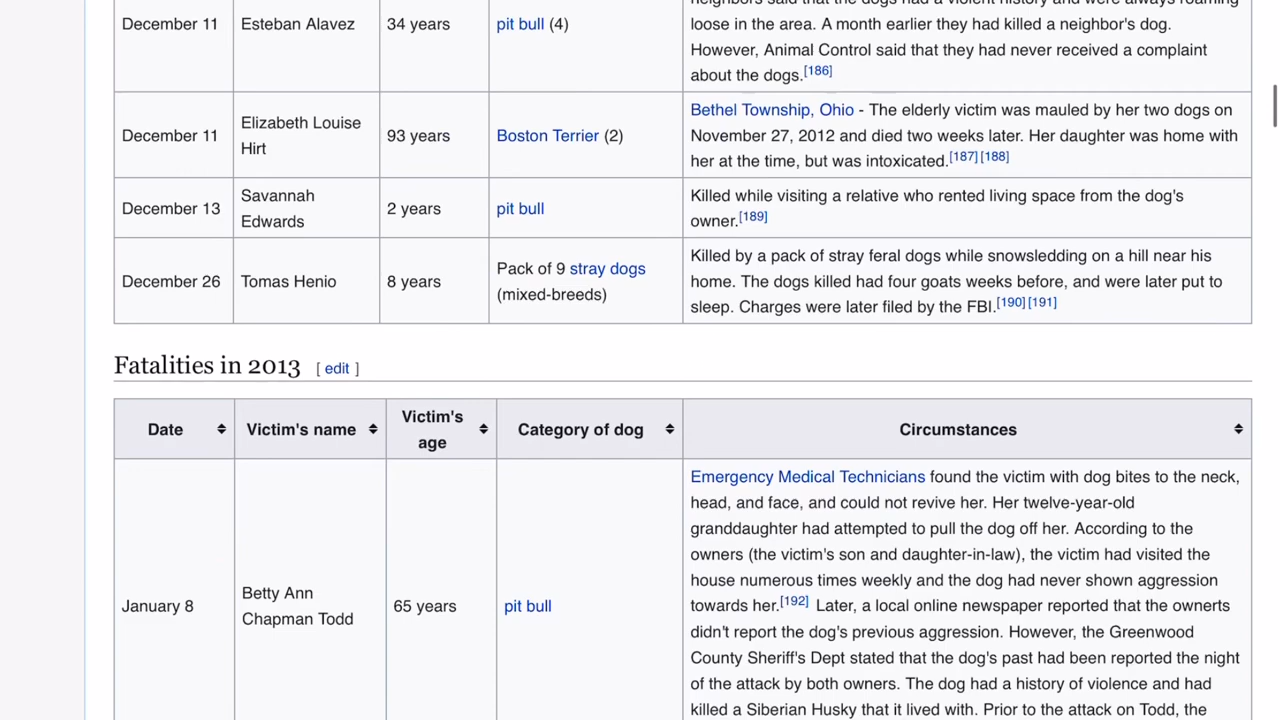 neighbors said that the dogs had a violent history and were always roaming
December 11 Esteban Alavez 34 years pit bull (4) loose in the area. A month earlier they had killed a neighbor's dog.
However, Animal Control said that they had never received a complaint
about the dogs.[186]
Bethel Township, Ohio - The elderly victim was mauled by her two dogs on
December 11 Elizabeth Louise Hirt 93 years Boston Terrier (2) November 27, 2012 and died two weeks later. Her daughter was home with
her at the time, but was intoxicated.[187][188]
December 13 Savannah Edwards 2 years pit bull Killed while visiting a relative who rented living space from the dog's
owner.[189]
Killed by a pack of stray feral dogs while snowsledding on a hill near his
December 26 Tomas Henio 8 years Pack of 9 stray dogs (mixed-breeds) home. The dogs killed had four goats weeks before, and were later put to
sleep. Charges were later filed by the FBI.[190][191]
Fatalities in 2013 [ edit ]
Date Victim's name Victim's age Category of dog Circumstances
Emergency Medical Technicians found the victim with dog bites to the neck,
head, and face, and could not revive her. Her twelve-year-old
granddaughter had attempted to pull the dog off her. According to the
owners (the victim's son and daughter-in-law), the victim had visited the
house numerous times weekly and the dog had never shown aggression
January 8 Betty Ann Chapman Todd 65 years pit bull towards her.[192] Later, a local online newspaper reported that the ownerts
didn't report the dog's previous aggression. However, the Greenwood
County Sheriff's Dept stated that the dog's past had been reported the night
of the attack by both owners. The dog had a history of violence and had
killed a Siberian Husky that it lived with. Prior to the attack on Todd, the